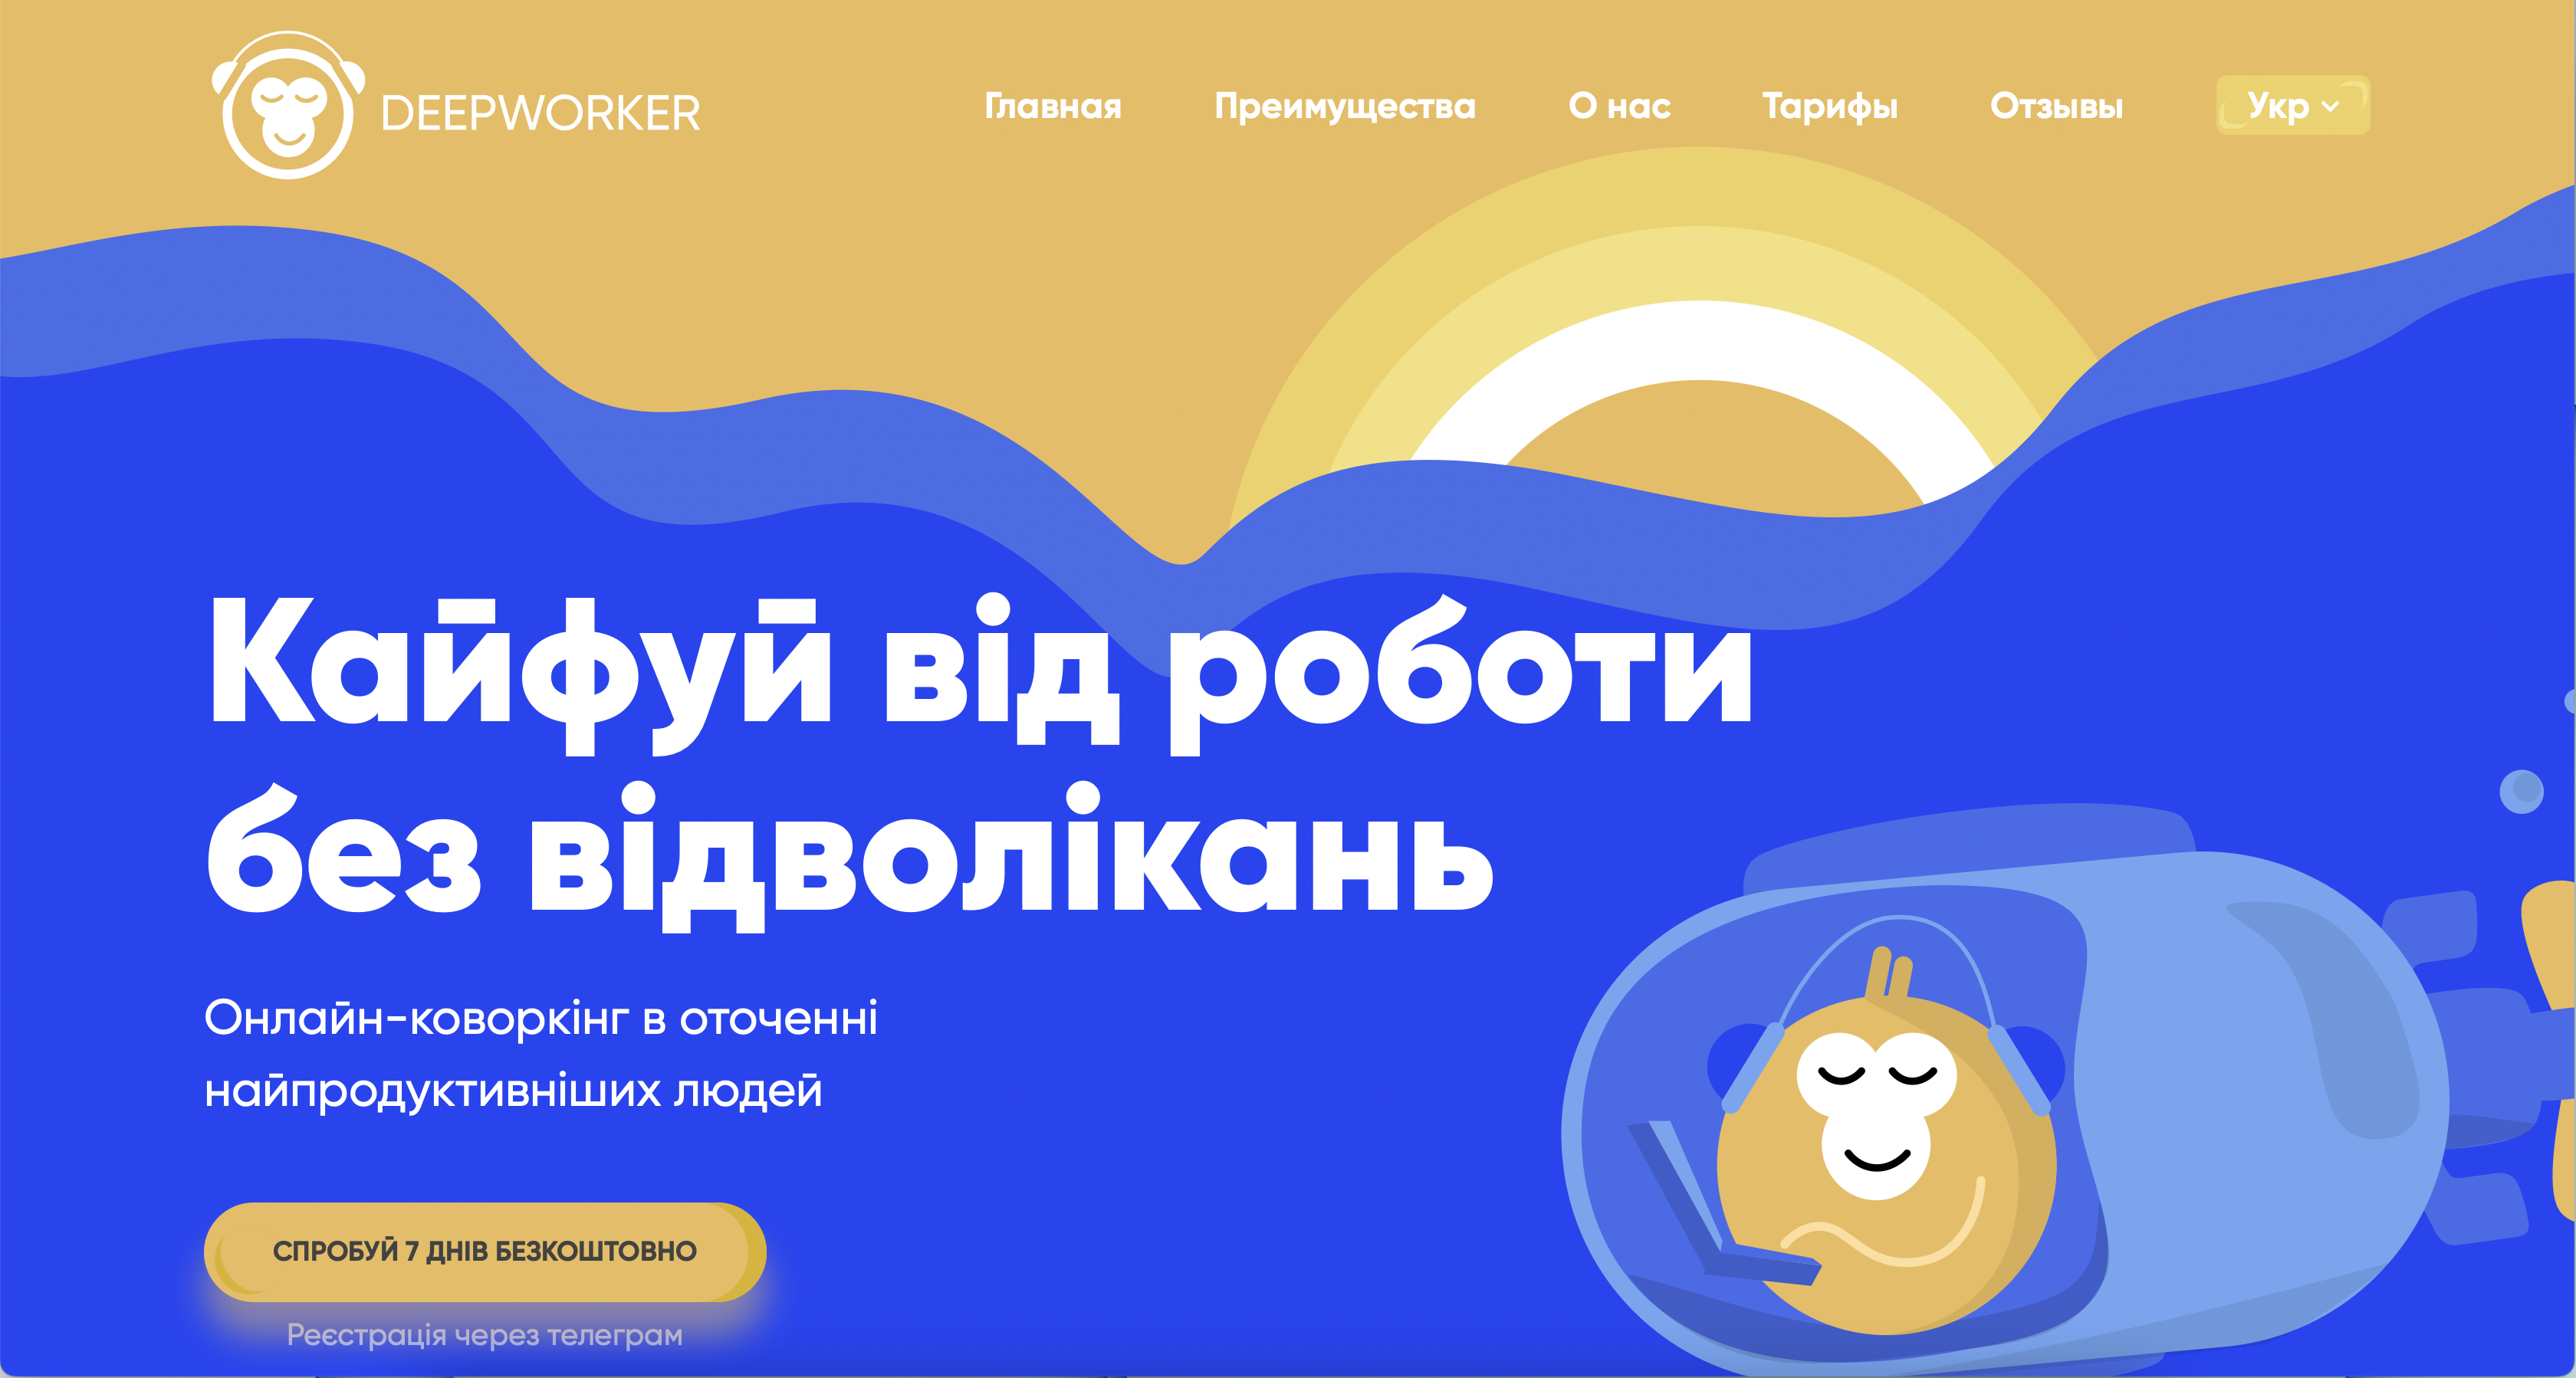 DEEPWORKER
Главная Преимущества О нас Тарифы Отзывы Укр
Кайфуй від роботи
без відволікань
Онлайн-коворкінг в оточенні
найпродуктивніших людей
СПРОБУЙ 7 ДНІВ БЕЗКОШТОВНО
Реєстрація через телеграм